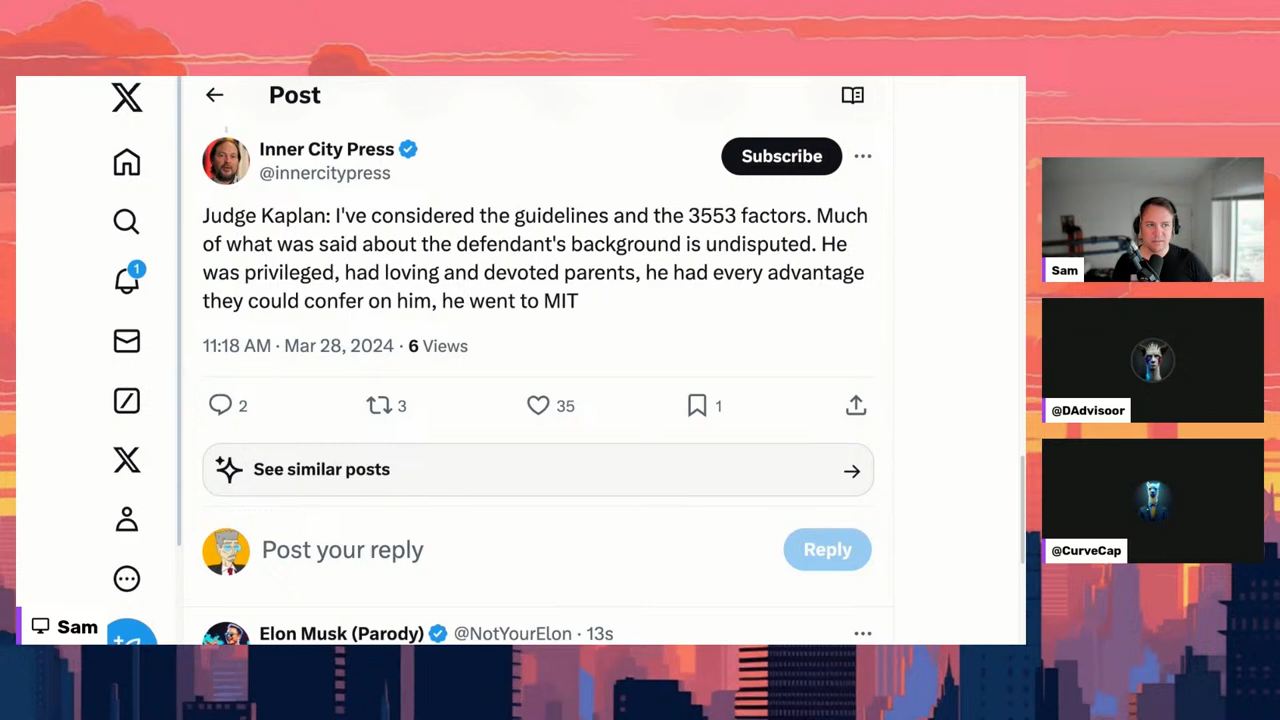 Post
Inner City Press
@innercitypress
Subscribe
Judge Kaplan: I've considered the guidelines and the 3553 factors. Much
of what was said about the defendant's background is undisputed. He
was privileged, had loving and devoted parents, he had every advantage
they could confer on him, he went to MIT
11:18 AM · Mar 28, 2024 · 6 Views
2 3 35 1
See similar posts
Post your reply
Reply
Elon Musk (Parody) @NotYourElon · 13s
1
Sam
Sam
@DAdvisoor
@CurveCap